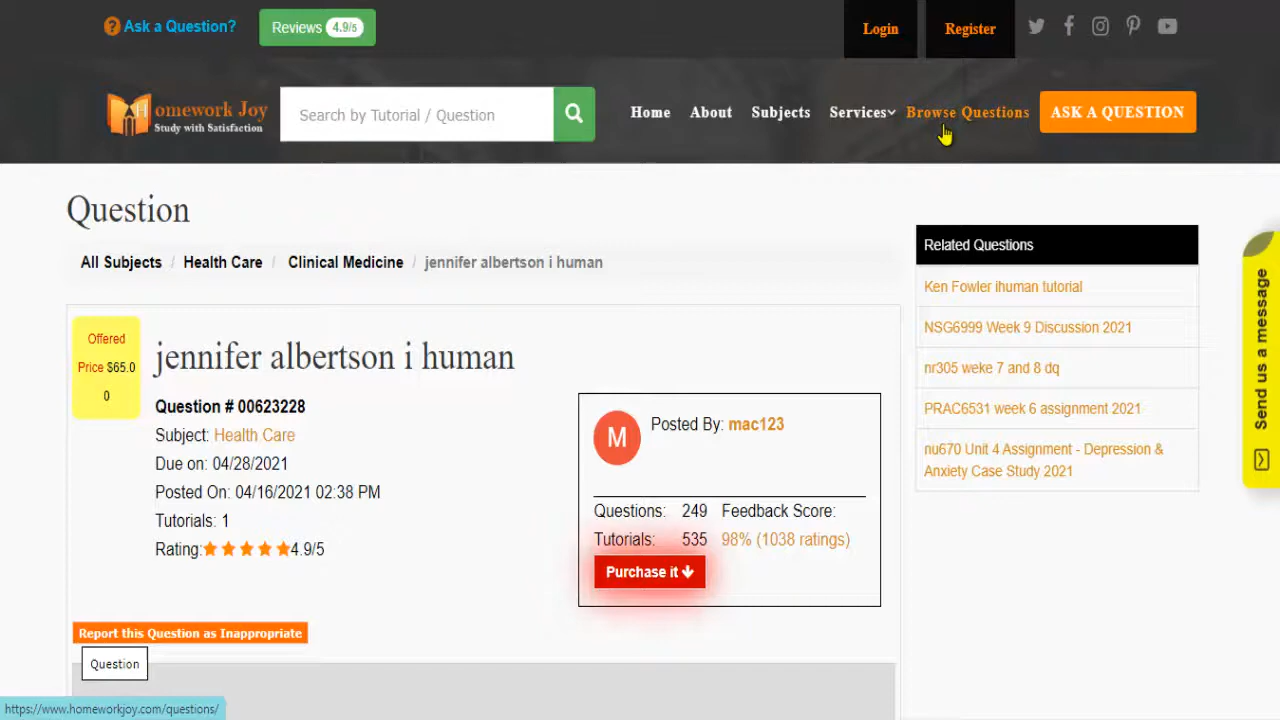 Ask a Question?
Reviews 4.9/5
Login
Register
Homework Joy
Study with Satisfaction
Search by Tutorial / Question
Home
About
Subjects
Services
Browse Questions
ASK A QUESTION
Question
All Subjects / Health Care / Clinical Medicine / jennifer albertson i human
Offered
Price $65.0
0
jennifer albertson i human
Question # 00623228
Subject: Health Care
Due on: 04/28/2021
Posted On: 04/16/2021 02:38 PM
Tutorials: 1
Rating: 4.9/5
M
Posted By: mac123
Questions: 249 Feedback Score:
Tutorials: 535 98% (1038 ratings)
Purchase it
Report this Question as Inappropriate
Question
Related Questions
Ken Fowler ihuman tutorial
NSG6999 Week 9 Discussion 2021
nr305 weke 7 and 8 dq
PRAC6531 week 6 assignment 2021
nu670 Unit 4 Assignment - Depression &
Anxiety Case Study 2021
Send us a message
https://www.homeworkjoy.com/questions/